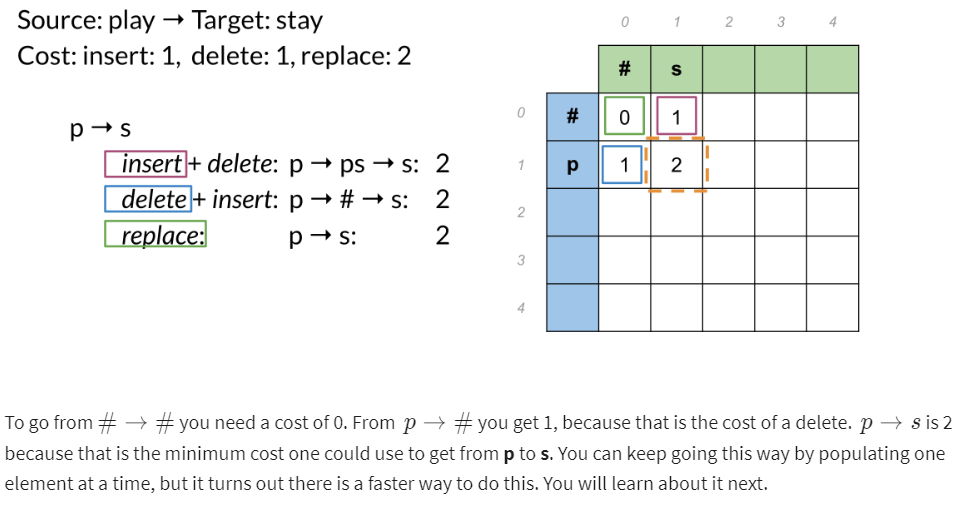 Source: play → Target: stay
Cost: insert: 1, delete: 1, replace: 2
p → s
insert + delete: p → ps → s: 2
delete + insert: p → # → s: 2
replace: p → s: 2
0 1 2 3 4
# s
0 # 0 1
1 p 1 2
2
3
4
To go from # → # you need a cost of 0. From p → # you get 1, because that is the cost of a delete. p → s is 2
because that is the minimum cost one could use to get from p to s. You can keep going this way by populating one
element at a time, but it turns out there is a faster way to do this. You will learn about it next.